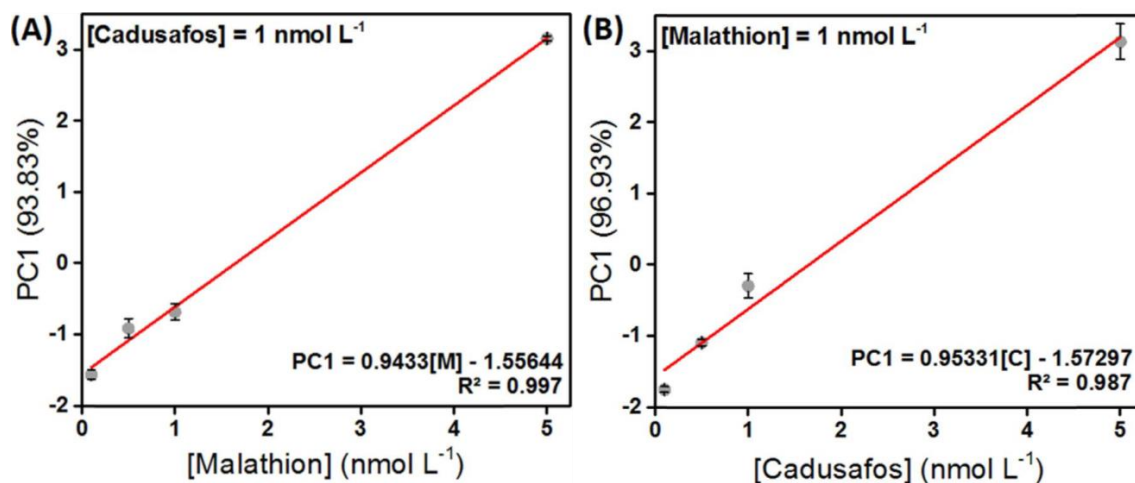 (A)
[Cadusafos] = 1 nmol L⁻¹
PC1 (93.83%)
3
2
1
0
-1
-2
PC1 = 0.9433[M] - 1.55644
R² = 0.997
0 1 2 3 4 5
[Malathion] (nmol L⁻¹)
(B)
[Malathion] = 1 nmol L⁻¹
PC1 (96.93%)
3
2
1
0
-1
-2
PC1 = 0.95331[C] - 1.57297
R² = 0.987
0 1 2 3 4 5
[Cadusafos] (nmol L⁻¹)